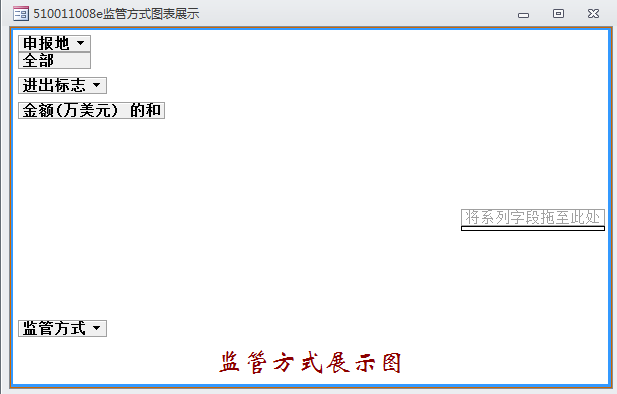 510011008e监管方式图表展示
申报地
全部
进出标志
金额(万美元) 的和
将系列字段拖至此处
监管方式
监管方式展示图